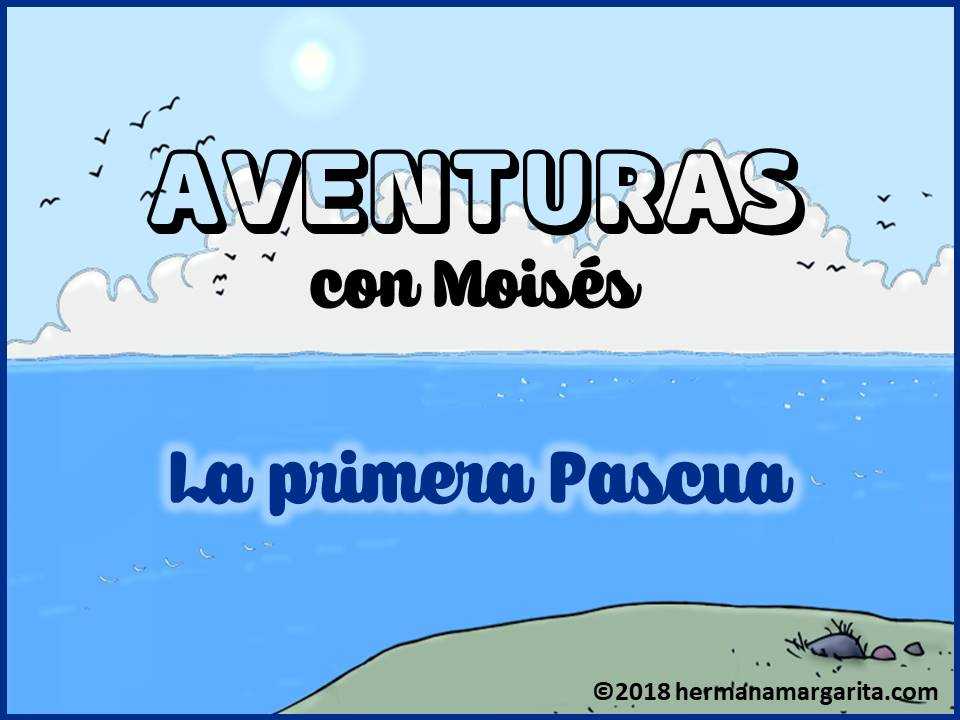 AVENTURAS
con Moisés
La primera Pascua
©2018 hermanamargarita.com